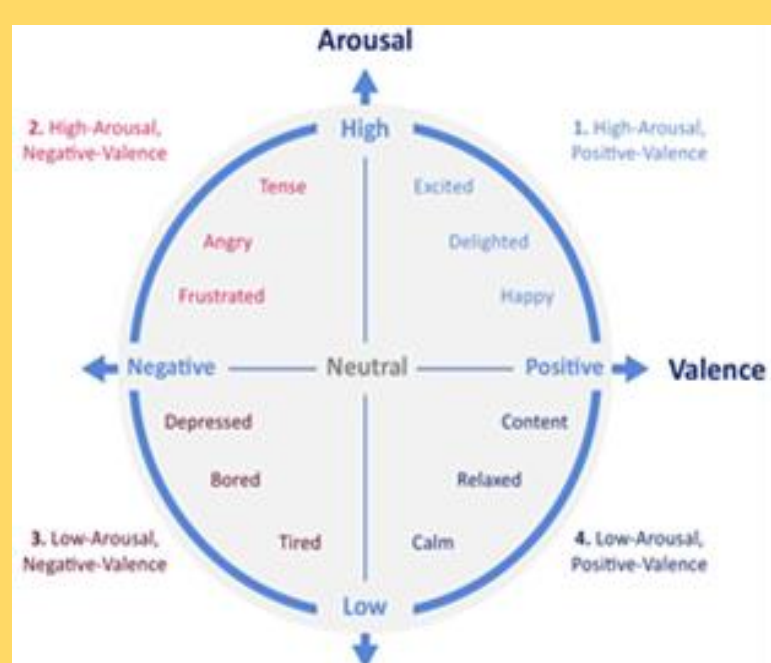 Arousal
High
2. High-Arousal,
Negative-Valence
1. High-Arousal,
Positive-Valence
Tense
Excited
Angry
Delighted
Frustrated
Happy
Negative
Neutral
Positive
Valence
Depressed
Content
Bored
Relaxed
Tired
Calm
3. Low-Arousal,
Negative-Valence
4. Low-Arousal,
Positive-Valence
Low